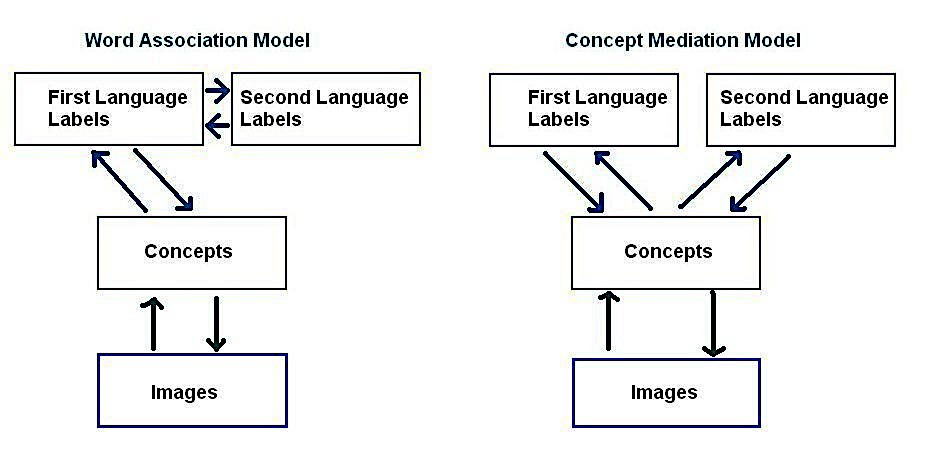 Word Association Model
First Language
Labels
Second Language
Labels
Concepts
Images
Concept Mediation Model
First Language
Labels
Second Language
Labels
Concepts
Images